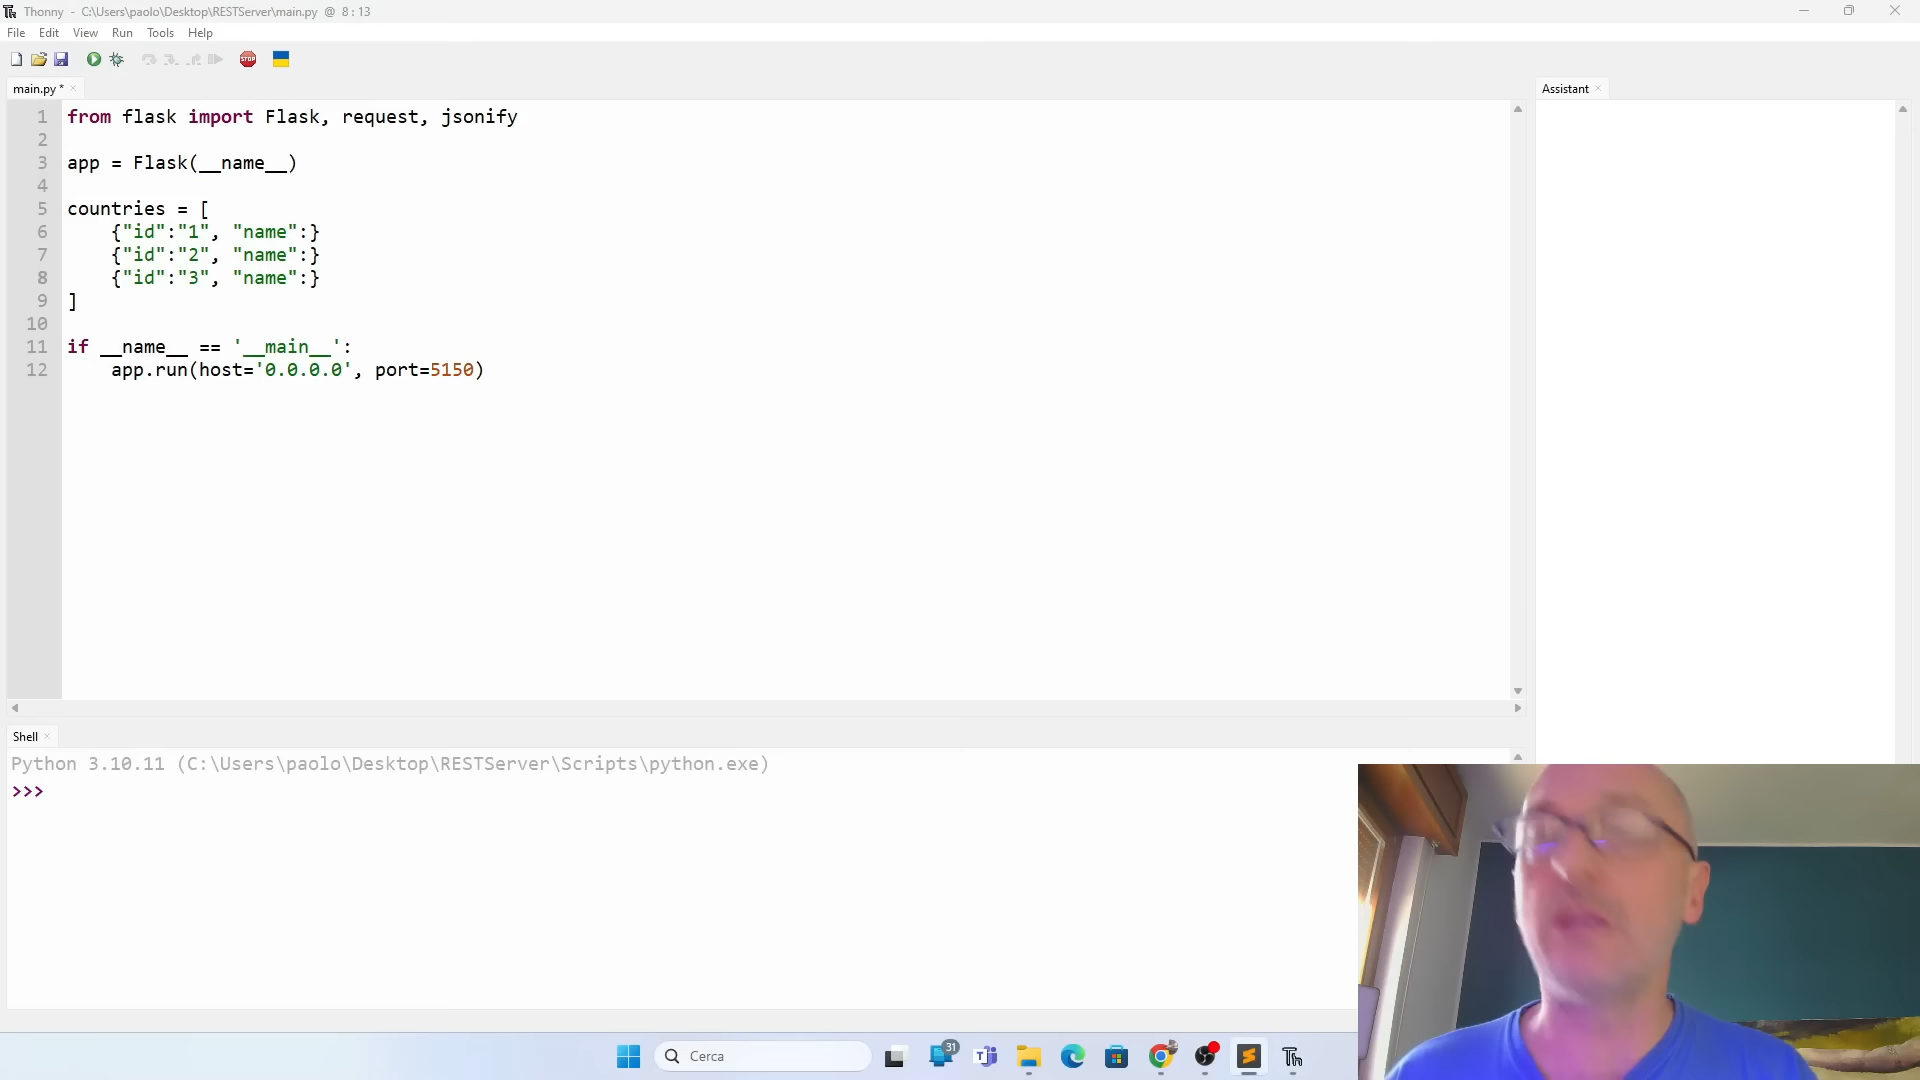 Thonny - C:\Users\paolo\Desktop\RESTServer\main.py @ 8 : 13
File Edit View Run Tools Help
STOP
main.py * ×
Assistant ×
1 from flask import Flask, request, jsonify
2
3 app = Flask(__name__)
4
5 countries = [
6 {"id":"1", "name":}
7 {"id":"2", "name":}
8 {"id":"3", "name":}
9 ]
10
11 if __name__ == '__main__':
12 app.run(host='0.0.0.0', port=5150)
Shell ×
Python 3.10.11 (C:\Users\paolo\Desktop\RESTServer\Scripts\python.exe)
>>>
Cerca
31
Th